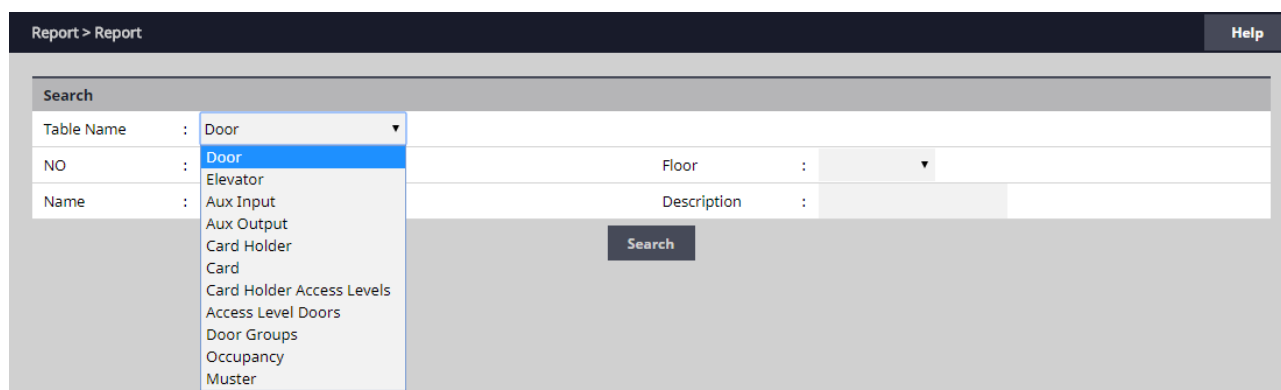 Report > Report Help
Search
Table Name : Door
NO : Floor :
Name : Description :
Door
Elevator
Aux Input
Aux Output
Card Holder
Card
Card Holder Access Levels
Access Level Doors
Door Groups
Occupancy
Muster
Search